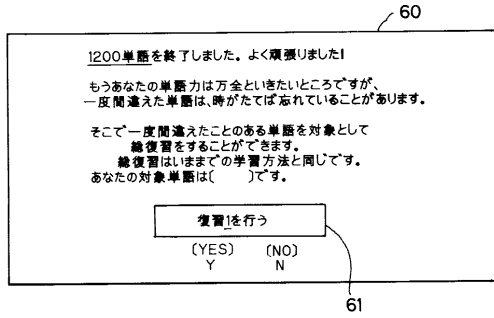 60
1200単語を終了しました。よく頑張りました!
もうあなたの単語力は万全といきたいところですが、
一度間違えた単語は、時がたてば忘れていることがあります。
そこで一度間違えたことのある単語を対象として
総復習をすることができます。
総復習はいままでの学習方法と同じです。
あなたの対象単語は(　　)です。
復習1を行う
(YES) (NO)
Y N
61